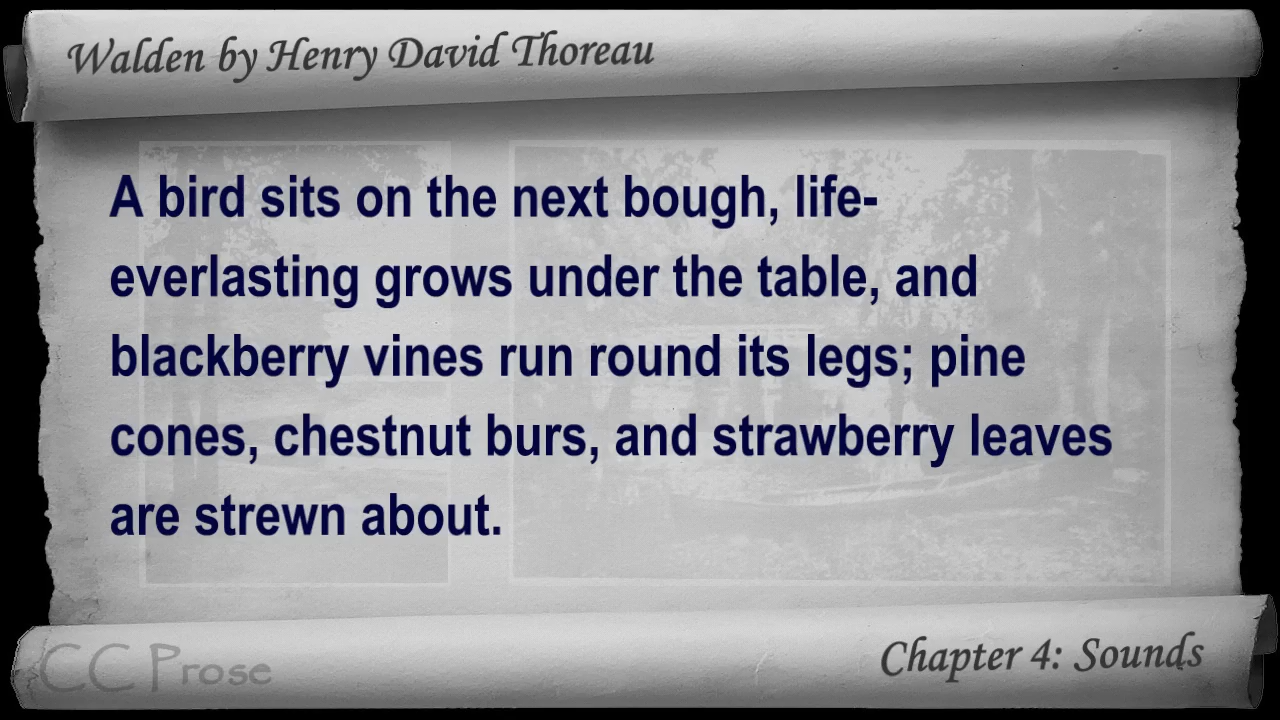 Walden by Henry David Thoreau
A bird sits on the next bough, life-
everlasting grows under the table, and
blackberry vines run round its legs; pine
cones, chestnut burs, and strawberry leaves
are strewn about.
CC Prose
Chapter 4: Sounds